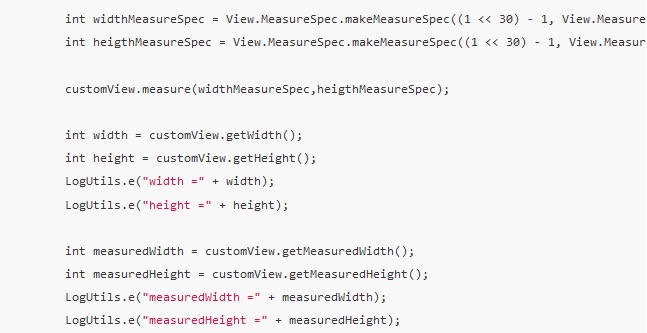 int widthMeasureSpec = View.MeasureSpec.makeMeasureSpec((1 << 30) - 1, View.Measure
int heigthMeasureSpec = View.MeasureSpec.makeMeasureSpec((1 << 30) - 1, View.Measur
customView.measure(widthMeasureSpec,heigthMeasureSpec);
int width = customView.getWidth();
int height = customView.getHeight();
LogUtils.e("width =" + width);
LogUtils.e("height =" + height);
int measuredWidth = customView.getMeasuredWidth();
int measuredHeight = customView.getMeasuredHeight();
LogUtils.e("measuredWidth =" + measuredWidth);
LogUtils.e("measuredHeight =" + measuredHeight);